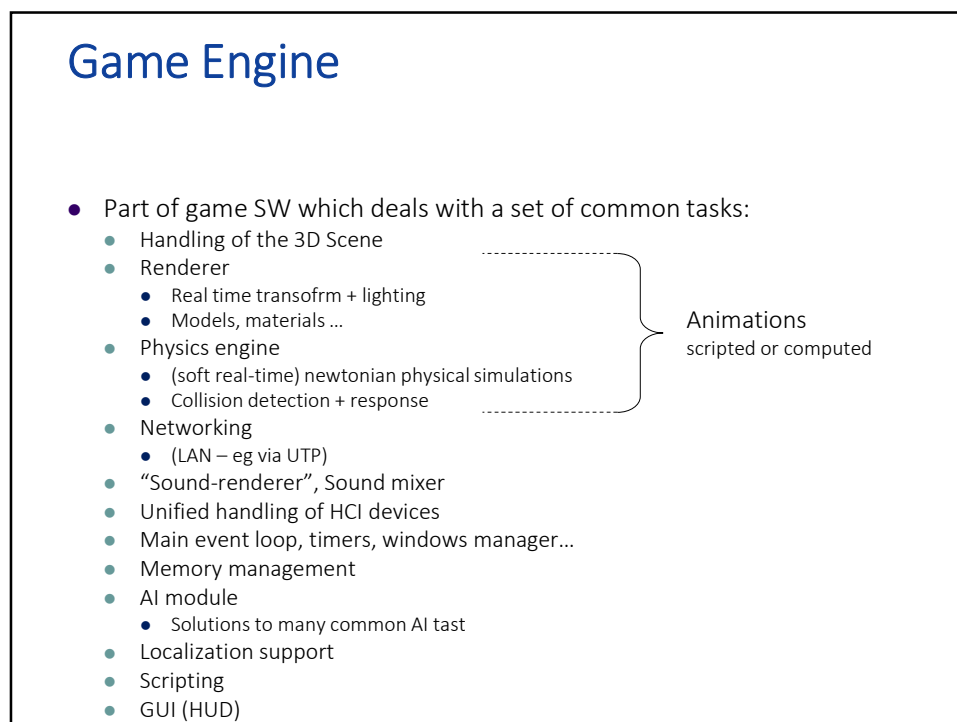 Game Engine
Part of game SW which deals with a set of common tasks:
Handling of the 3D Scene
Renderer
Real time transofrm + lighting
Models, materials ...
Physics engine
(soft real-time) newtonian physical simulations
Collision detection + response
Networking
(LAN – eg via UTP)
“Sound-renderer”, Sound mixer
Unified handling of HCI devices
Main event loop, timers, windows manager…
Memory management
AI module
Solutions to many common AI tast
Localization support
Scripting
GUI (HUD)
Animations
scripted or computed